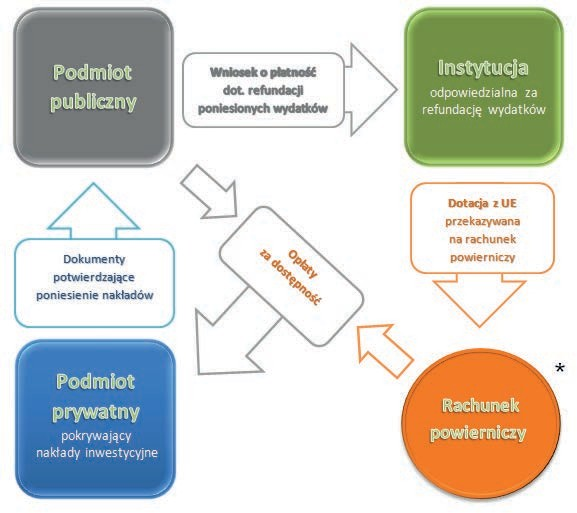 Podmiot
publiczny
Wniosek o płatność
dot. refundacji
poniesionych wydatków
Instytucja
odpowiedzialna za
refundację wydatków
Dokumenty
potwierdzające
poniesienie nakładów
Opłaty
za dostępność
Dotacja z UE
przekazywana
na rachunek
powierniczy
Podmiot
prywatny
pokrywający
nakłady inwestycyjne
*
Rachunek
powierniczy